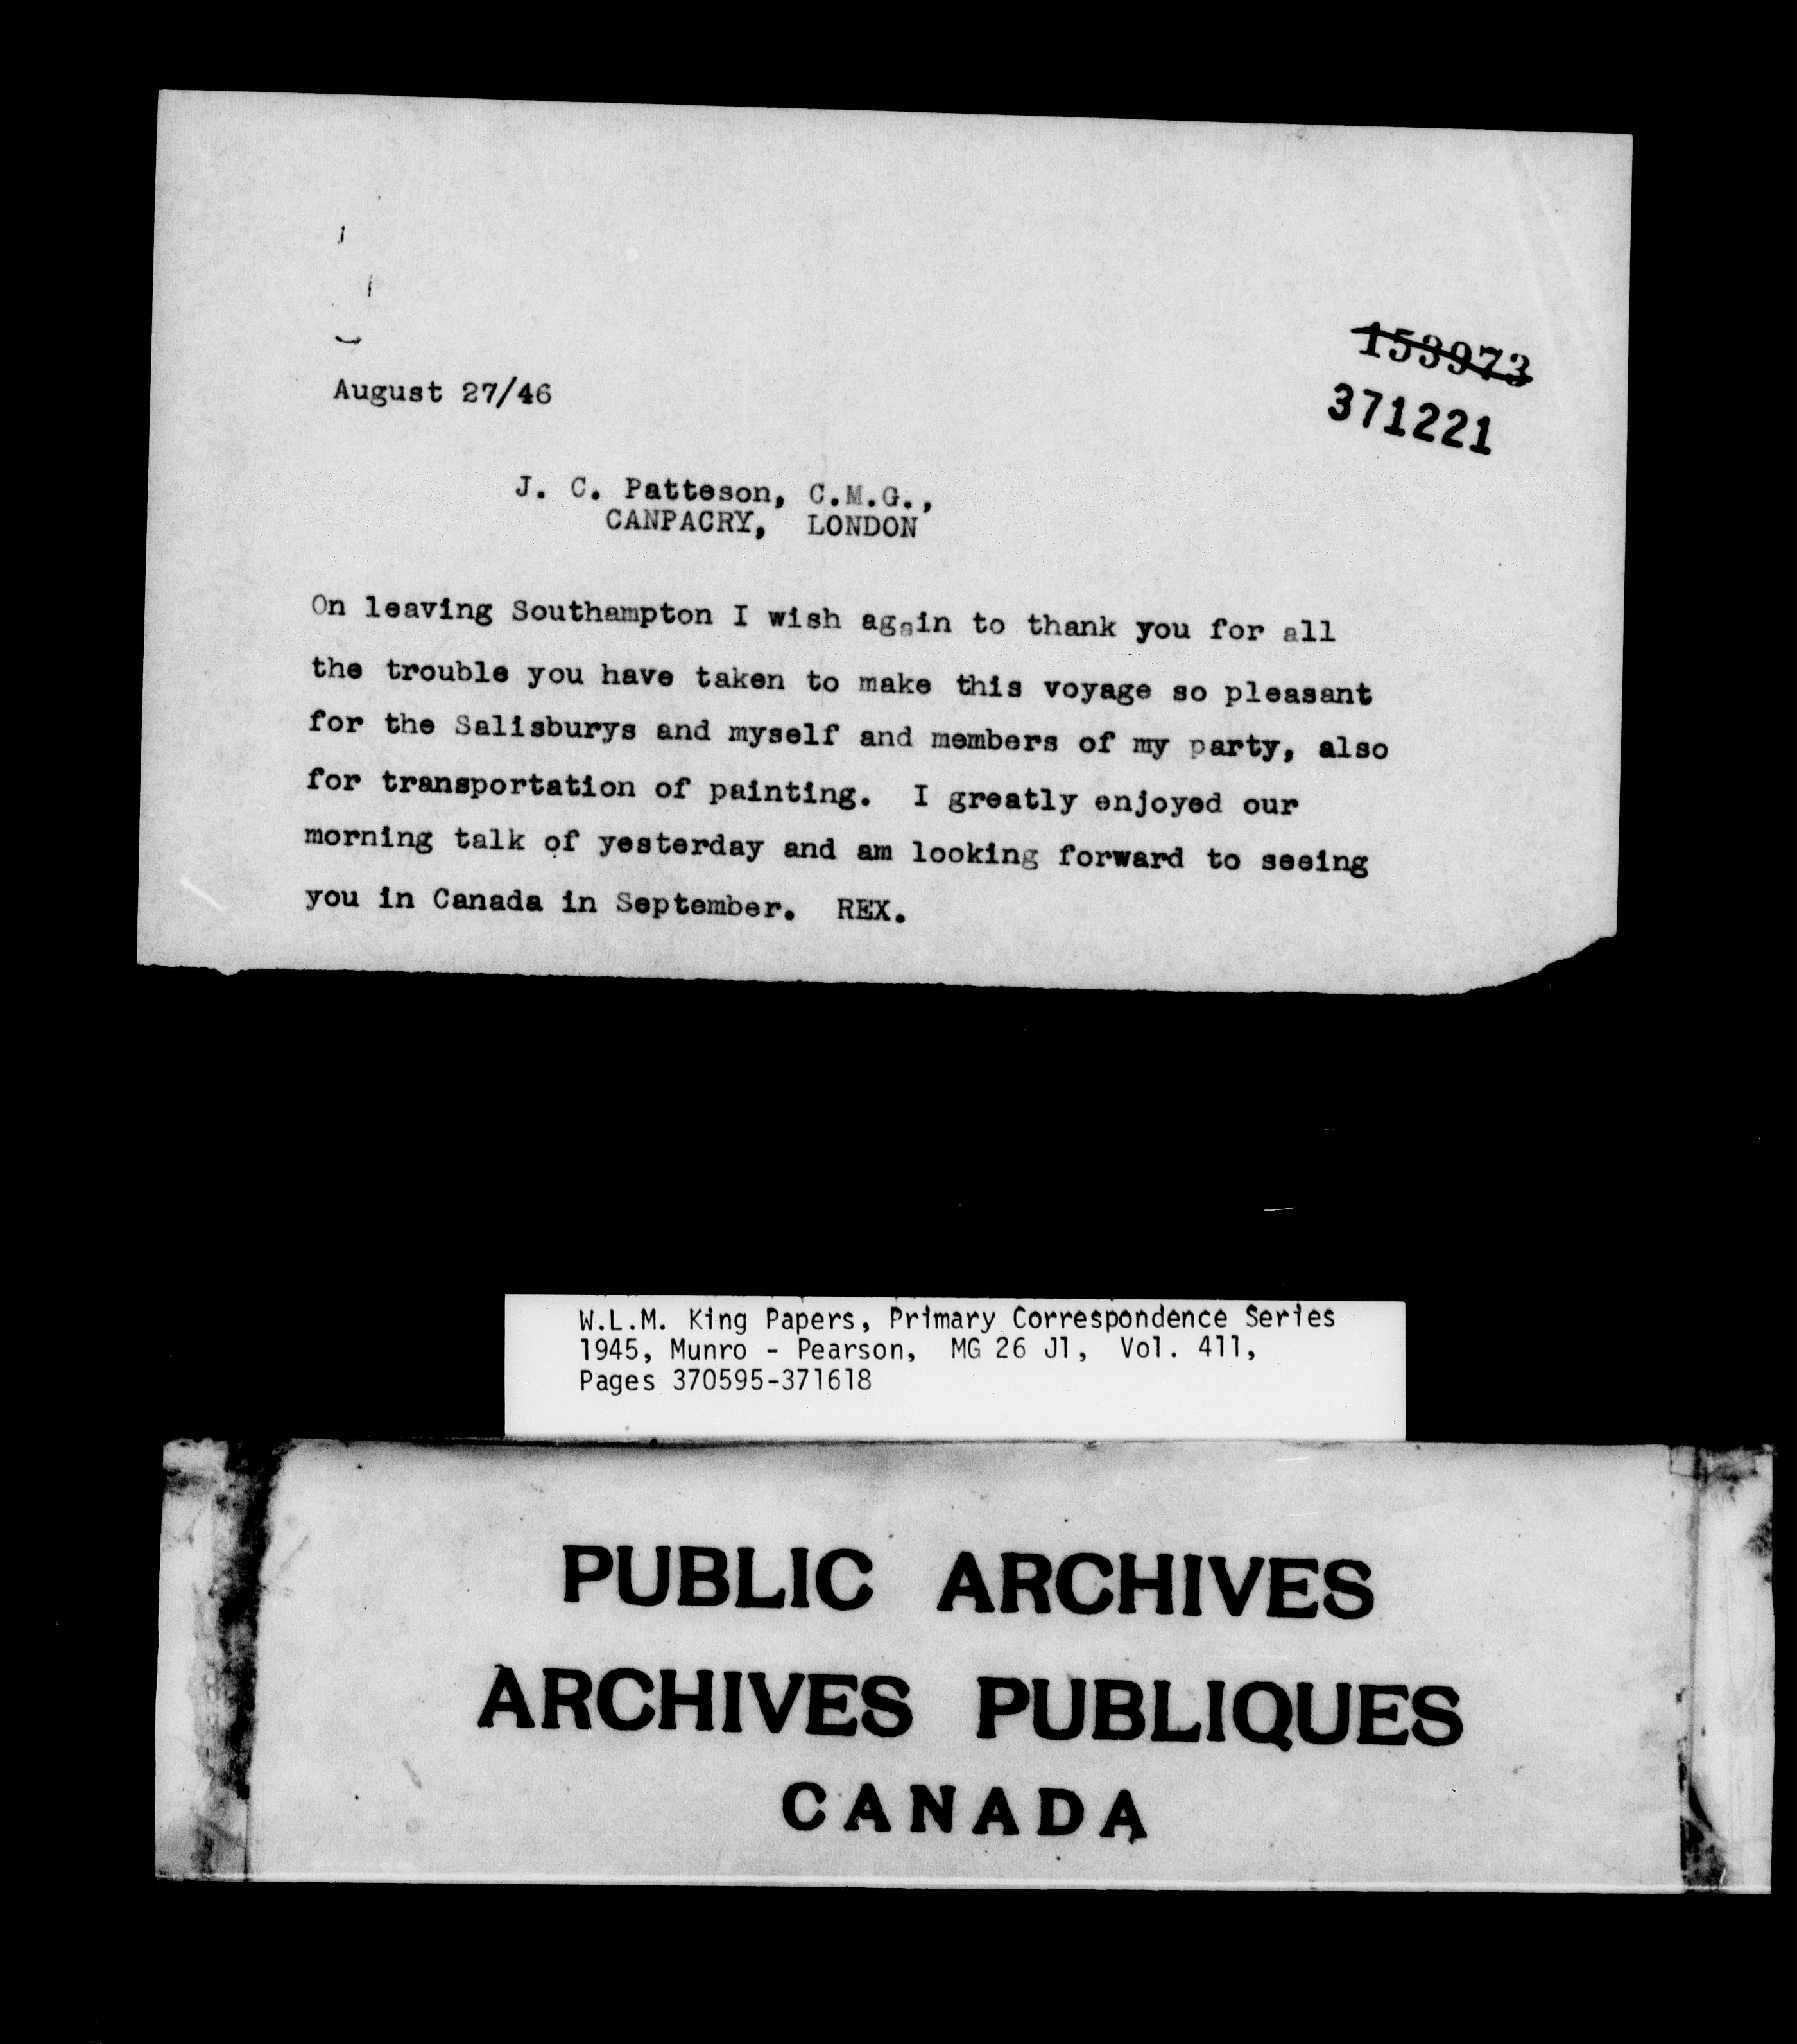 153973
August 27/46
371221
J. C. Patteson, C.M.G.,
CANPACRY, LONDON
On leaving Southampton I wish again to thank you for all
the trouble you have taken to make this voyage so pleasant
for the Salisburys and myself and members of my party, also
for transportation of painting. I greatly enjoyed our
morning talk of yesterday and am looking forward to seeing
you in Canada in September. REX.
W.L.M. King Papers, Primary Correspondence Series
1945, Munro - Pearson, MG 26 J1, Vol. 411,
Pages 370595-371618
PUBLIC ARCHIVES
ARCHIVES PUBLIQUES
CANADA